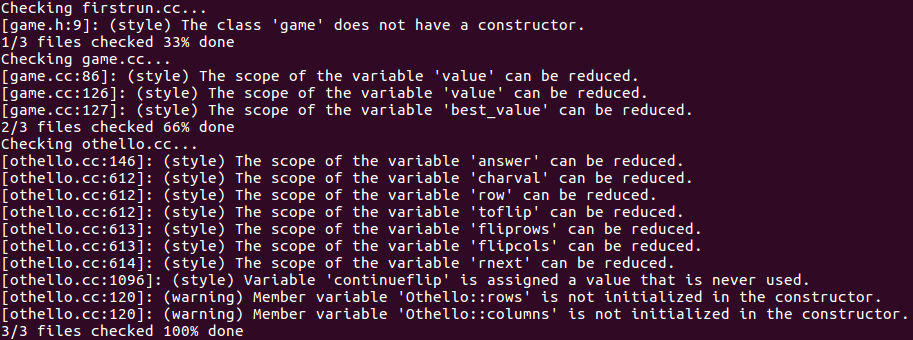 Checking firstrun.cc...
[game.h:9]: (style) The class 'game' does not have a constructor.
1/3 files checked 33% done
Checking game.cc...
[game.cc:86]: (style) The scope of the variable 'value' can be reduced.
[game.cc:126]: (style) The scope of the variable 'value' can be reduced.
[game.cc:127]: (style) The scope of the variable 'best_value' can be reduced.
2/3 files checked 66% done
Checking othello.cc...
[othello.cc:146]: (style) The scope of the variable 'answer' can be reduced.
[othello.cc:612]: (style) The scope of the variable 'charval' can be reduced.
[othello.cc:612]: (style) The scope of the variable 'row' can be reduced.
[othello.cc:612]: (style) The scope of the variable 'toflip' can be reduced.
[othello.cc:613]: (style) The scope of the variable 'fliprows' can be reduced.
[othello.cc:613]: (style) The scope of the variable 'flipcols' can be reduced.
[othello.cc:614]: (style) The scope of the variable 'rnext' can be reduced.
[othello.cc:1096]: (style) Variable 'continueflip' is assigned a value that is never used.
[othello.cc:120]: (warning) Member variable 'Othello::rows' is not initialized in the constructor.
[othello.cc:120]: (warning) Member variable 'Othello::columns' is not initialized in the constructor.
3/3 files checked 100% done